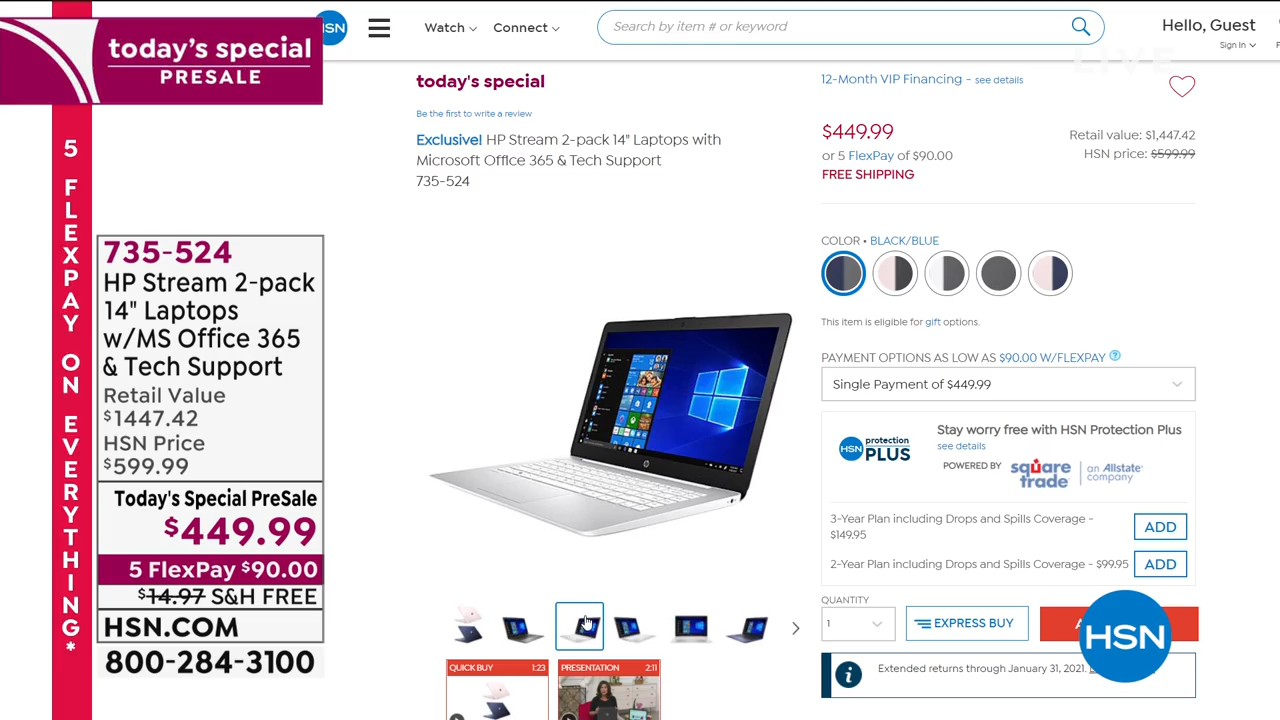 today's special
PRESALE
HSN
Watch
Connect
Search by item # or keyword
Hello, Guest
Sign In
LIVE
5 FLEXPAY ON EVERYTHING*
735-524
HP Stream 2-pack
14" Laptops
w/MS Office 365
& Tech Support
Retail Value
$1447.42
HSN Price
$599.99
Today's Special PreSale
$449.99
5 FlexPay $90.00
$14.97 S&H FREE
HSN.COM
800-284-3100
today's special
Be the first to write a review
Exclusive! HP Stream 2-pack 14" Laptops with
Microsoft Office 365 & Tech Support
735-524
QUICK BUY 1:23
PRESENTATION 2:11
12-Month VIP Financing - see details
$449.99
Retail value: $1,447.42
or 5 FlexPay of $90.00
HSN price: $599.99
FREE SHIPPING
COLOR • BLACK/BLUE
This item is eligible for gift options.
PAYMENT OPTIONS AS LOW AS $90.00 W/FLEXPAY ?
Single Payment of $449.99
HSN protection PLUS
Stay worry free with HSN Protection Plus
see details
POWERED BY square trade an Allstate company
3-Year Plan including Drops and Spills Coverage -
$149.95
ADD
2-Year Plan including Drops and Spills Coverage - $99.95
ADD
QUANTITY
1
EXPRESS BUY
HSN
Extended returns through January 31, 2021.